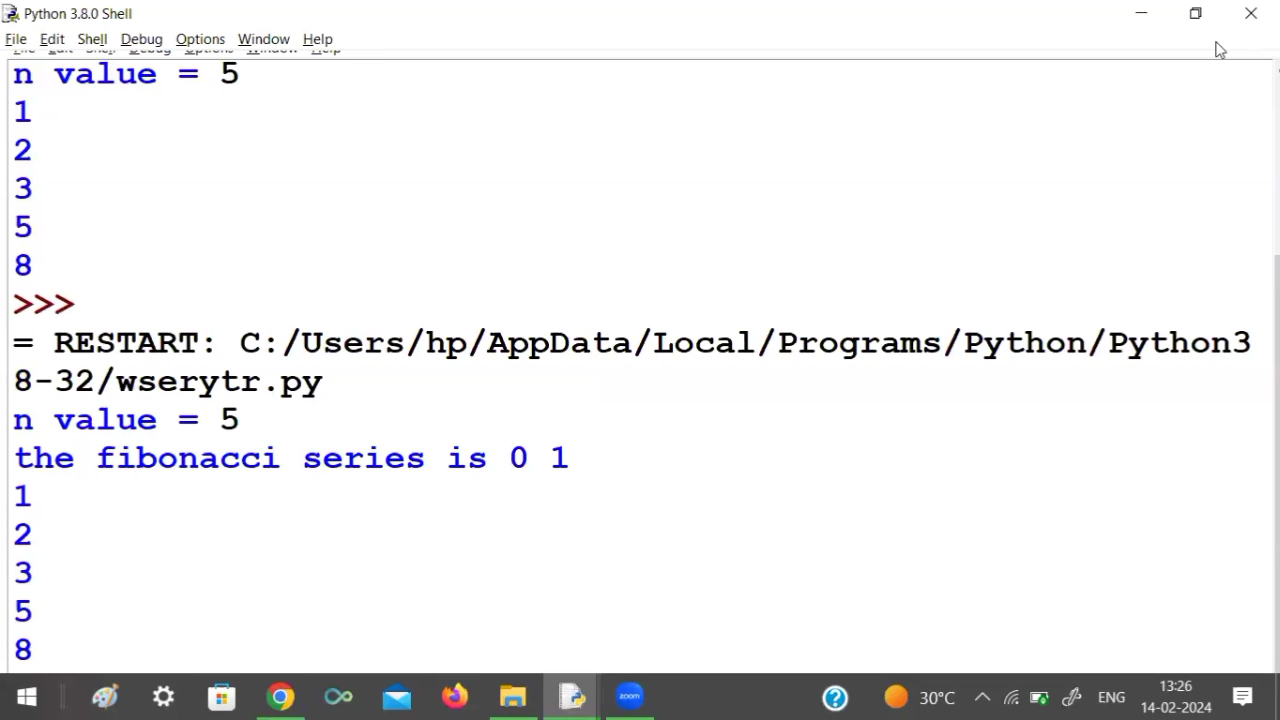 Python 3.8.0 Shell
File Edit Shell Debug Options Window Help
n value = 5
1
2
3
5
8
>>>
= RESTART: C:/Users/hp/AppData/Local/Programs/Python/Python3
8-32/wserytr.py
n value = 5
the fibonacci series is 0 1
1
2
3
5
8
zoom
30°C
ENG
13:26
14-02-2024